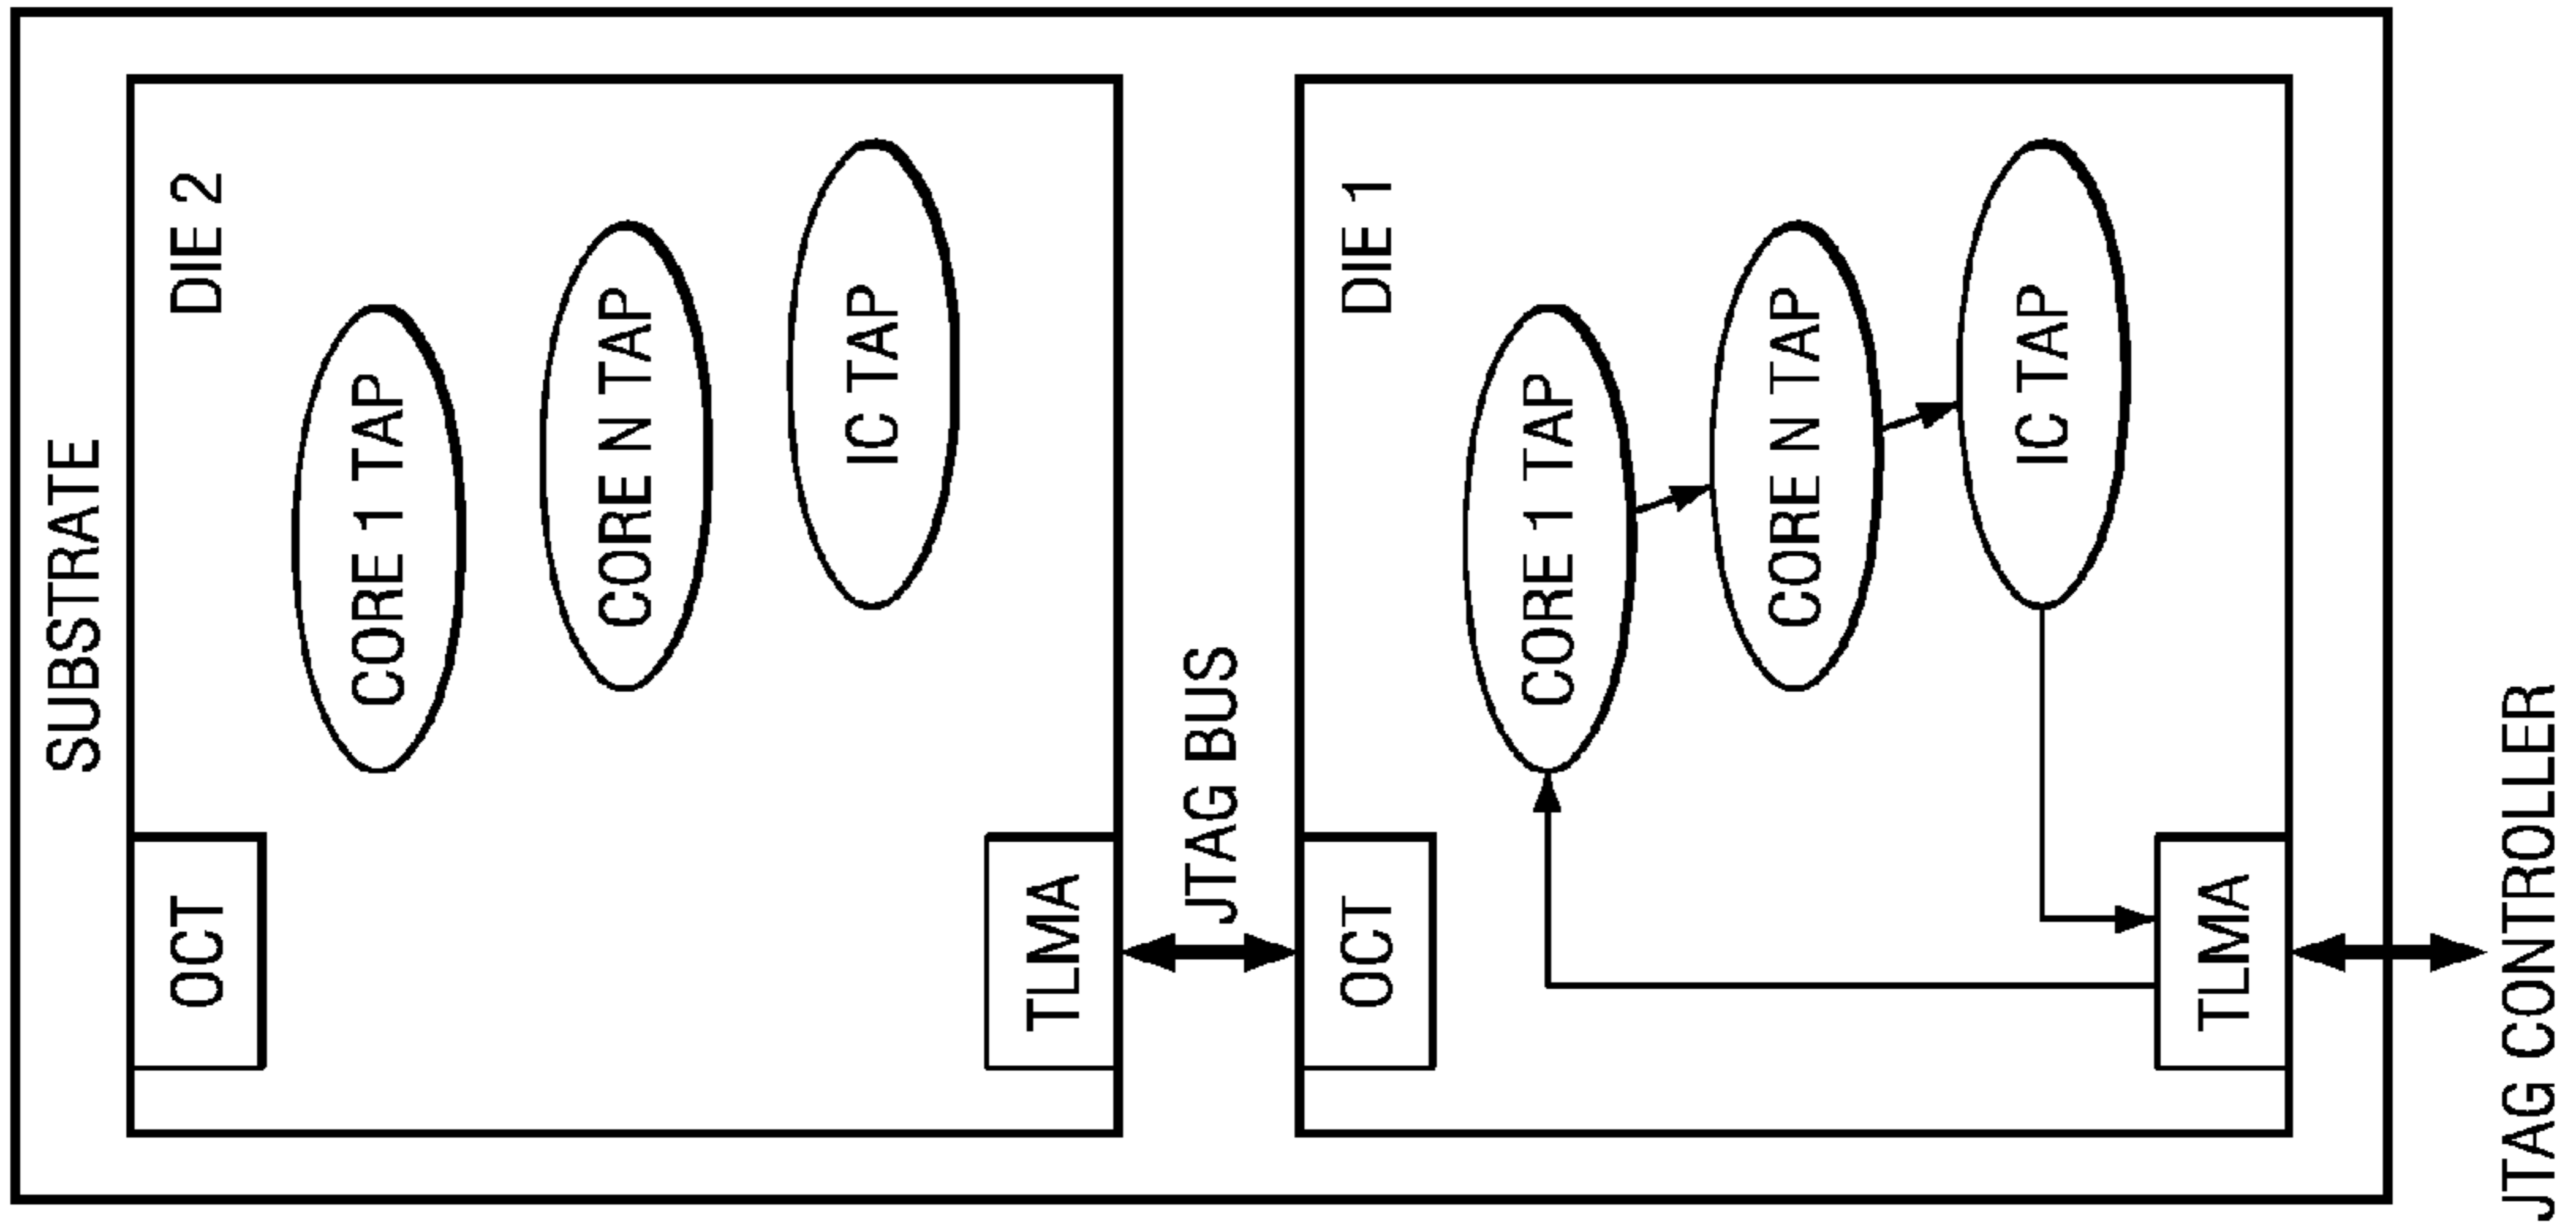 SUBSTRATE
DIE 2
OCT
CORE 1 TAP
CORE N TAP
IC TAP
TLMA
JTAG BUS
DIE 1
OCT
CORE 1 TAP
CORE N TAP
IC TAP
TLMA
JTAG CONTROLLER